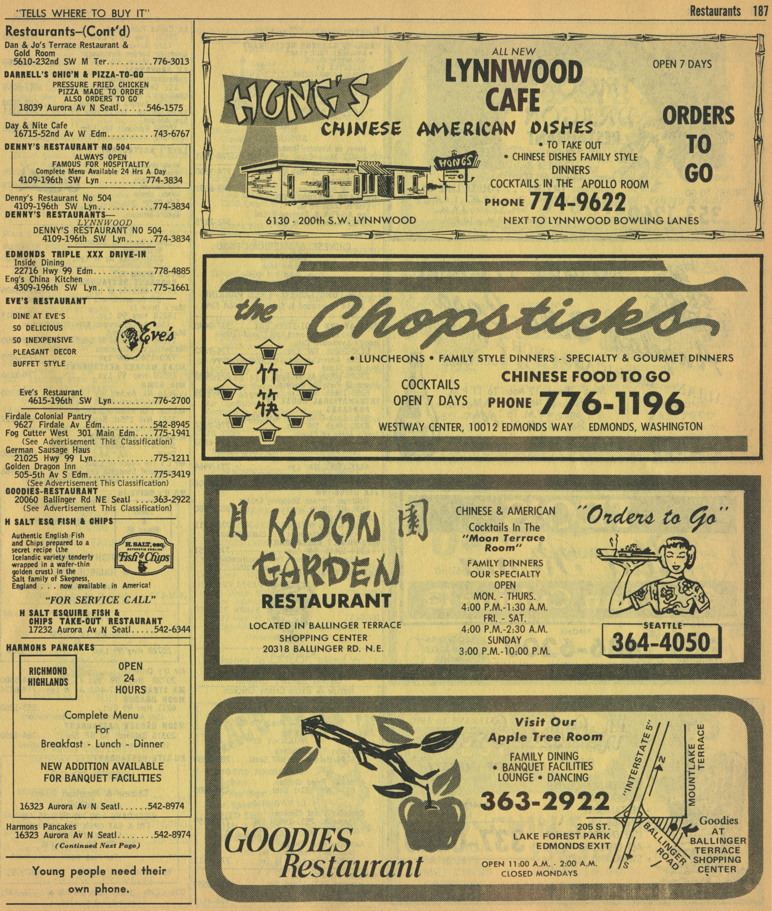 "TELLS WHERE TO BUY IT"
Restaurants 187
Restaurants—(Cont'd)
Dan & Jo's Terrace Restaurant &
Gold Room
5610-232nd SW M Ter........776-3013
DARRELL'S CHIC'N & PIZZA-TO-GO
PRESSURE FRIED CHICKEN
PIZZA MADE TO ORDER
ALSO ORDERS TO GO
18039 Aurora Av N Seatl......546-1575
Day & Nite Cafe
16715-52nd Av W Edm.........743-6767
DENNY'S RESTAURANT NO 504
ALWAYS OPEN
FAMOUS FOR HOSPITALITY
Complete Menu Available 24 Hrs A Day
4109-196th SW Lyn ......774-3834
Denny's Restaurant No 504
4109-196th SW Lyn..........774-3834
DENNY'S RESTAURANTS—
LYNNWOOD
DENNY'S RESTAURANT NO 504
4109-196th SW Lyn.........774-3834
EDMONDS TRIPLE XXX DRIVE-IN
Inside Dining
22716 Hwy 99 Edm...........778-4885
Eng's China Kitchen
4309-196th SW Lyn..........775-1661
EVE'S RESTAURANT
DINE AT EVE'S
SO DELICIOUS
SO INEXPENSIVE
PLEASANT DECOR
BUFFET STYLE
Eve's
Eve's Restaurant
4615-196th SW Lyn.........776-2700
Firdale Colonial Pantry
9627 Firdale Av Edm..........542-8945
Fog Cutter West 301 Main Edm....775-1941
(See Advertisement This Classification)
German Sausage Haus
21025 Hwy 99 Lyn...........775-1211
Golden Dragon Inn
505-5th Av S Edm............775-3419
(See Advertisement This Classification)
GOODIES-RESTAURANT
20060 Ballinger Rd NE Seatl ....363-2922
(See Advertisement This Classification)
H SALT ESQ FISH & CHIPS
Authentic English Fish
and Chips prepared to a
secret recipe (the
Icelandic variety tenderly
wrapped in a wafer-thin
golden crust) in the
Salt family of Skegness,
England . . . now available in America!
H. SALT, ESQ.
AUTHENTIC ENGLISH
Fish & Chips
"FOR SERVICE CALL"
H SALT ESQUIRE FISH &
CHIPS TAKE-OUT RESTAURANT
17232 Aurora Av N Seatl....542-6344
HARMONS PANCAKES
RICHMOND
HIGHLANDS
OPEN
24
HOURS
Complete Menu
For
Breakfast - Lunch - Dinner
NEW ADDITION AVAILABLE
FOR BANQUET FACILITIES
16323 Aurora Av N Seatl......542-8974
Harmons Pancakes
16323 Aurora Av N Seatl.......542-8974
(Continued Next Page)
Young people need their
own phone.
HONG'S
ALL NEW
LYNNWOOD
CAFE
OPEN 7 DAYS
CHINESE AMERICAN DISHES
ORDERS
TO
GO
• TO TAKE OUT
• CHINESE DISHES FAMILY STYLE
DINNERS
COCKTAILS IN THE APOLLO ROOM
PHONE 774-9622
HONG'S
6130 - 200th S.W. LYNNWOOD
NEXT TO LYNNWOOD BOWLING LANES
the Chopsticks
• LUNCHEONS • FAMILY STYLE DINNERS - SPECIALTY & GOURMET DINNERS
竹
筷
COCKTAILS
OPEN 7 DAYS
CHINESE FOOD TO GO
PHONE 776-1196
WESTWAY CENTER, 10012 EDMONDS WAY EDMONDS, WASHINGTON
月 MOON 園
GARDEN
RESTAURANT
LOCATED IN BALLINGER TERRACE
SHOPPING CENTER
20318 BALLINGER RD. N.E.
CHINESE & AMERICAN
Cocktails In The
"Moon Terrace
Room"
FAMILY DINNERS
OUR SPECIALTY
OPEN
MON. - THURS.
4:00 P.M.-1:30 A.M.
FRI. - SAT.
4:00 P.M.-2:30 A.M.
SUNDAY
3:00 P.M.-10:00 P.M.
"Orders to Go"
SEATTLE
364-4050
GOODIES
Restaurant
Visit Our
Apple Tree Room
FAMILY DINING
• BANQUET FACILITIES
LOUNGE • DANCING
363-2922
205 ST.
LAKE FOREST PARK
EDMONDS EXIT
OPEN 11:00 A.M. - 2:00 A.M.
CLOSED MONDAYS
"INTERSTATE 5"
N
S
MOUNTLAKE
TERRACE
BALLINGER
ROAD
Goodies
AT
BALLINGER
TERRACE
SHOPPING
CENTER